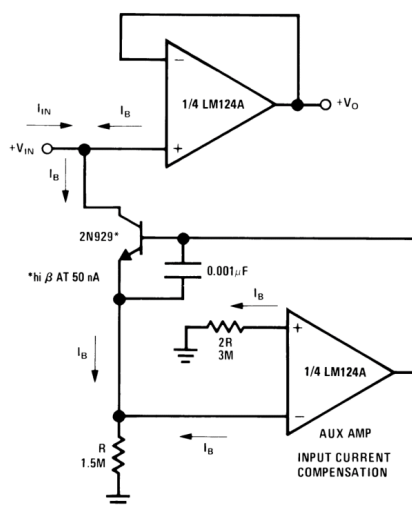 −
1/4 LM124A
+
I_IN
I_B
+V_O
+V_IN
I_B
2N929*
*hi β AT 50 nA
0.001μF
I_B
2R
3M
+
1/4 LM124A
−
I_B
I_B
R
1.5M
AUX AMP
INPUT CURRENT
COMPENSATION